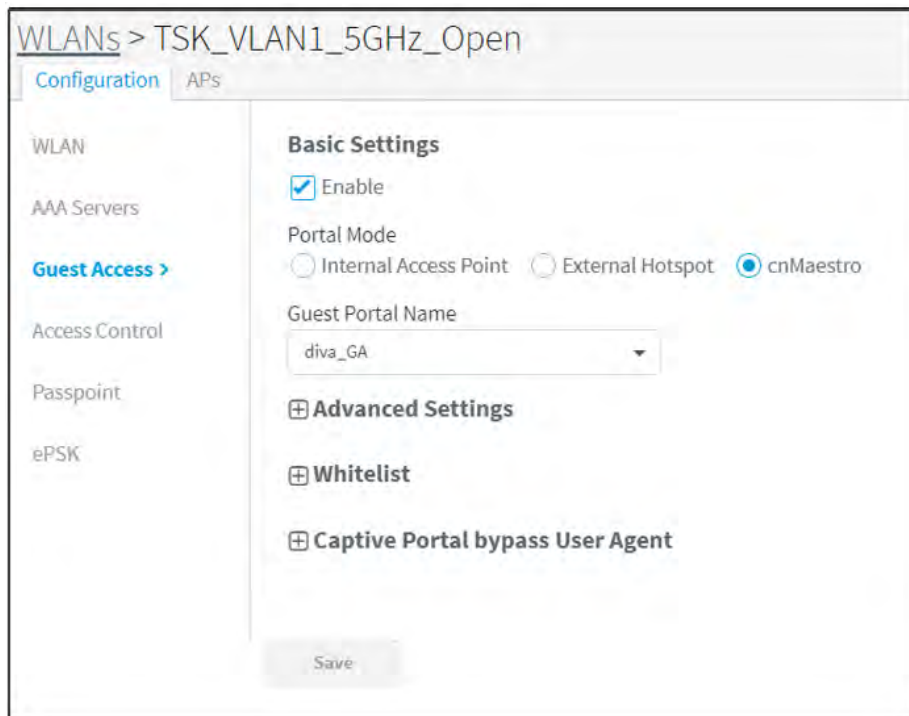 WLANs > TSK_VLAN1_5GHz_Open
Configuration APs
WLAN
AAA Servers
Guest Access >
Access Control
Passpoint
ePSK
Basic Settings
Enable
Portal Mode
Internal Access Point External Hotspot cnMaestro
Guest Portal Name
diva_GA
Advanced Settings
Whitelist
Captive Portal bypass User Agent
Save